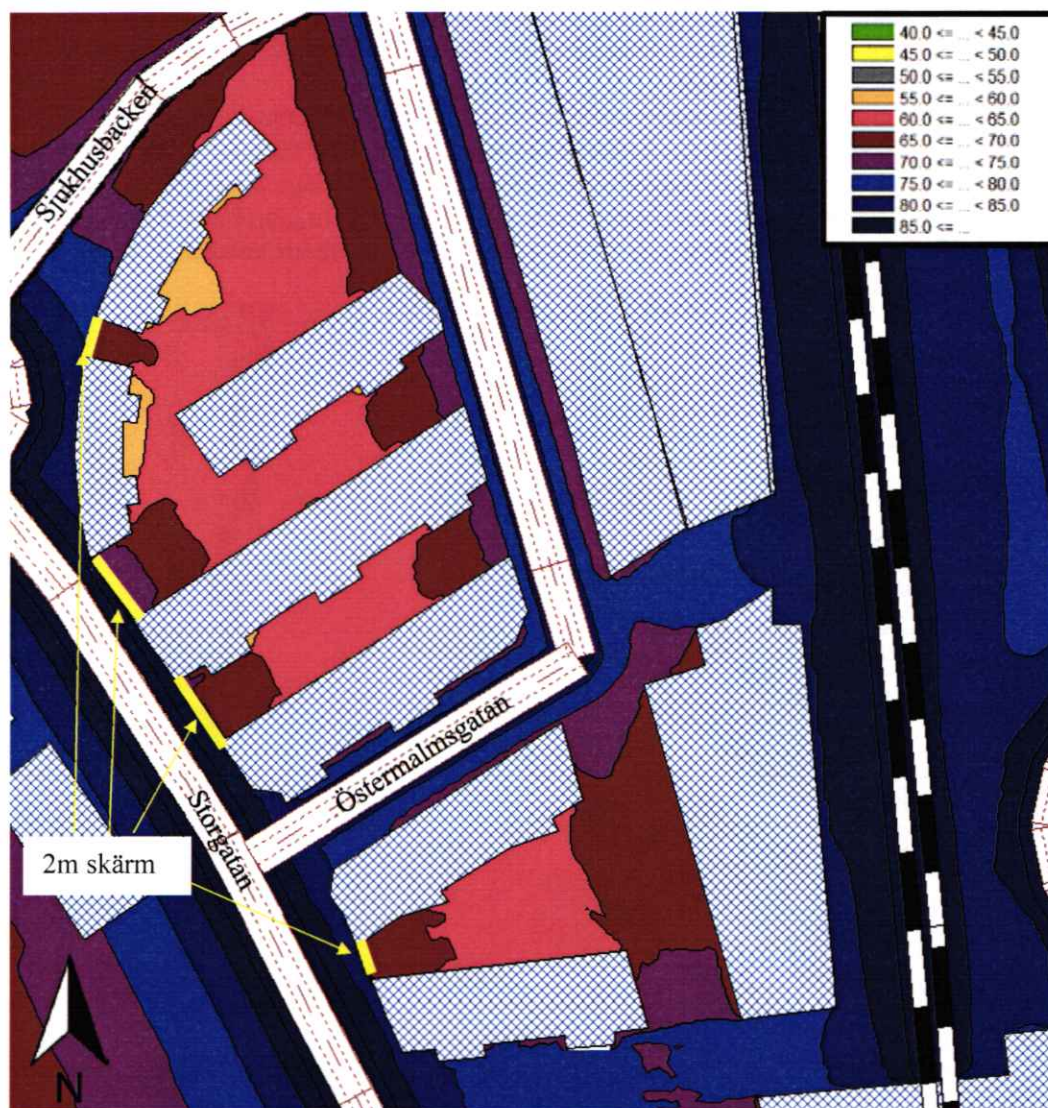 40.0 <= ... < 45.0
45.0 <= ... < 50.0
50.0 <= ... < 55.0
55.0 <= ... < 60.0
60.0 <= ... < 65.0
65.0 <= ... < 70.0
70.0 <= ... < 75.0
75.0 <= ... < 80.0
80.0 <= ... < 85.0
85.0 <= ...
Sjukhusbacken
Östermalmsgatan
Storgatan
2m skärm
N